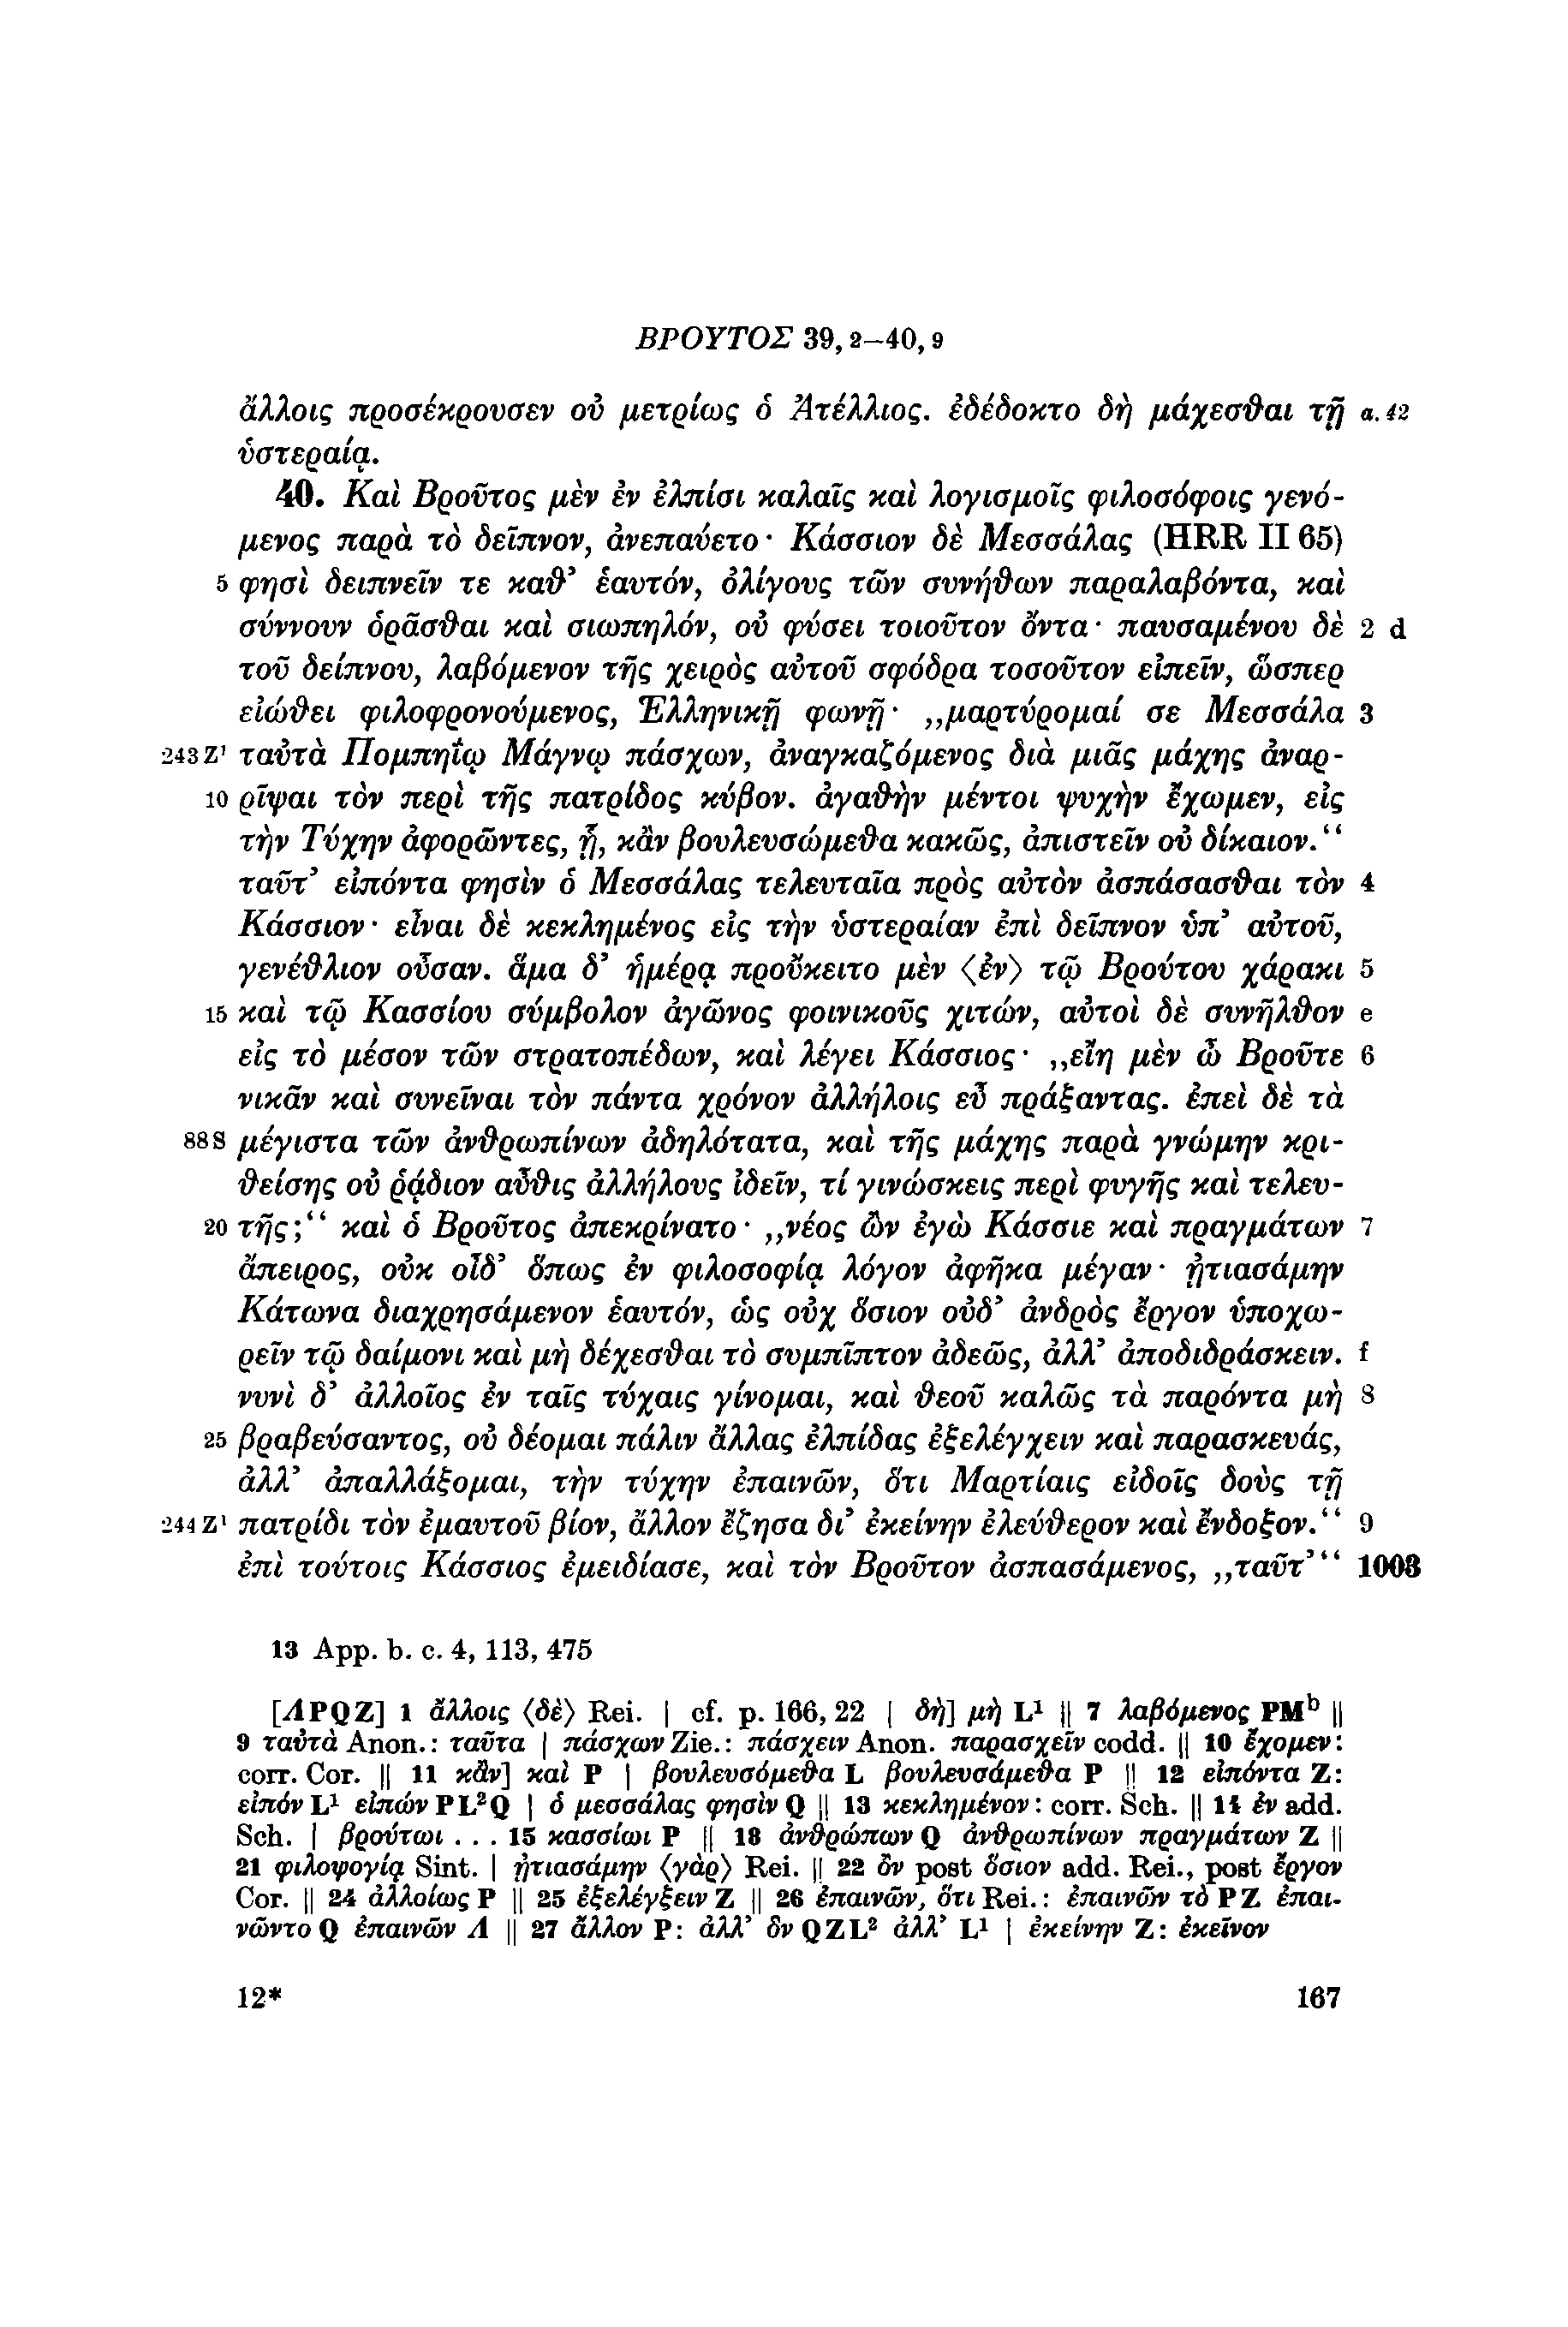 ΒΡΟΥΤΟΣ 39, 2–40, 9
ἄλλοις προσέκρουσεν οὐ μετρίως ὁ Ἀτέλλιος. ἐδέδοκτο δὴ μάχεσθαι τῇ a. 42
ὑστεραίᾳ.
40. Καὶ Βροῦτος μὲν ἐν ἐλπίσι καλαῖς καὶ λογισμοῖς φιλοσόφοις γενό-
μενος παρὰ τὸ δεῖπνον, ἀνεπαύετο· Κάσσιον δὲ Μεσσάλας (HRR II 65)
5 φησὶ δειπνεῖν τε καθ’ ἑαυτόν, ὀλίγους τῶν συνήθων παραλαβόντα, καὶ
σύννουν ὁρᾶσθαι καὶ σιωπηλόν, οὐ φύσει τοιοῦτον ὄντα· παυσαμένου δὲ 2 d
τοῦ δείπνου, λαβόμενον τῆς χειρὸς αὐτοῦ σφόδρα τοσοῦτον εἰπεῖν, ὥσπερ
εἰώθει φιλοφρονούμενος, Ἑλληνικῇ φωνῇ· „μαρτύρομαί σε Μεσσάλα 3
243 Z¹ ταὐτὰ Πομπηΐῳ Μάγνῳ πάσχων, ἀναγκαζόμενος διὰ μιᾶς μάχης ἀναρ-
10 ρῖψαι τὸν περὶ τῆς πατρίδος κύβον. ἀγαθὴν μέντοι ψυχὴν ἔχωμεν, εἰς
τὴν Τύχην ἀφορῶντες, ᾗ, κἂν βουλευσώμεθα κακῶς, ἀπιστεῖν οὐ δίκαιον.“
ταῦτ’ εἰπόντα φησὶν ὁ Μεσσάλας τελευταῖα πρὸς αὐτὸν ἀσπάσασθαι τὸν 4
Κάσσιον· εἶναι δὲ κεκλημένος εἰς τὴν ὑστεραίαν ἐπὶ δεῖπνον ὑπ’ αὐτοῦ,
γενέθλιον οὖσαν. ἅμα δ’ ἡμέρᾳ προὔκειτο μὲν ⟨ἐν⟩ τῷ Βρούτου χάρακι 5
15 καὶ τῷ Κασσίου σύμβολον ἀγῶνος φοινικοῦς χιτών, αὐτοὶ δὲ συνῆλθον e
εἰς τὸ μέσον τῶν στρατοπέδων, καὶ λέγει Κάσσιος· „εἴη μὲν ὦ Βροῦτε 6
νικᾶν καὶ συνεῖναι τὸν πάντα χρόνον ἀλλήλοις εὖ πράξαντας. ἐπεὶ δὲ τὰ
88 S μέγιστα τῶν ἀνθρωπίνων ἀδηλότατα, καὶ τῆς μάχης παρὰ γνώμην κρι-
θείσης οὐ ῥᾴδιον αὖθις ἀλλήλους ἰδεῖν, τί γινώσκεις περὶ φυγῆς καὶ τελευ-
20 τῆς;“ καὶ ὁ Βροῦτος ἀπεκρίνατο· „νέος ὢν ἐγὼ Κάσσιε καὶ πραγμάτων 7
ἄπειρος, οὐκ οἶδ’ ὅπως ἐν φιλοσοφίᾳ λόγον ἀφῆκα μέγαν· ᾐτιασάμην
Κάτωνα διαχρησάμενον ἑαυτόν, ὡς οὐχ ὅσιον οὐδ’ ἀνδρὸς ἔργον ὑποχω-
ρεῖν τῷ δαίμονι καὶ μὴ δέχεσθαι τὸ συμπῖπτον ἀδεῶς, ἀλλ’ ἀποδιδράσκειν. f
νυνὶ δ’ ἀλλοῖος ἐν ταῖς τύχαις γίνομαι, καὶ θεοῦ καλῶς τὰ παρόντα μὴ 8
25 βραβεύσαντος, οὐ δέομαι πάλιν ἄλλας ἐλπίδας ἐξελέγχειν καὶ παρασκευάς,
ἀλλ’ ἀπαλλάξομαι, τὴν τύχην ἐπαινῶν, ὅτι Μαρτίαις εἰδοῖς δοὺς τῇ
244 Z¹ πατρίδι τὸν ἐμαυτοῦ βίον, ἄλλον ἔζησα δι’ ἐκείνην ἐλεύθερον καὶ ἔνδοξον.“ 9
ἐπὶ τούτοις Κάσσιος ἐμειδίασε, καὶ τὸν Βροῦτον ἀσπασάμενος, „ταῦτ’“ 1003
13 App. b. c. 4, 113, 475
[ΛPQZ] 1 ἄλλοις ⟨δὲ⟩ Rei. | cf. p. 166, 22 | δὴ] μὴ L¹ || 7 λαβόμενος PMᵇ ||
9 ταὐτὰ Anon.: ταῦτα | πάσχων Zie.: πάσχειν Anon. παρασχεῖν codd. || 10 ἔχομεν:
corr. Cor. || 11 κἂν] καὶ P | βουλευσόμεθα L βουλευσάμεθα P || 12 εἰπόντα Z:
εἰπόν L¹ εἰπών PL²Q | ὁ μεσσάλας φησὶν Q || 13 κεκλημένον: corr. Sch. || 14 ἐν add.
Sch. | βρούτωι . . . 15 κασσίωι P || 18 ἀνθρώπων Q ἀνθρωπίνων πραγμάτων Z ||
21 φιλοψογίᾳ Sint. | ᾐτιασάμην ⟨γὰρ⟩ Rei. || 22 ὂν post ὅσιον add. Rei., post ἔργον
Cor. || 24 ἀλλοίως P || 25 ἐξελέγξειν Z || 26 ἐπαινῶν, ὅτι Rei.: ἐπαινῶν τὸ PZ ἐπαι-
νῶντο Q ἐπαινῶν Λ || 27 ἄλλον P: ἀλλ’ ὃν QZL² ἀλλ’ L¹ | ἐκείνην Z: ἐκεῖνον
12* 167